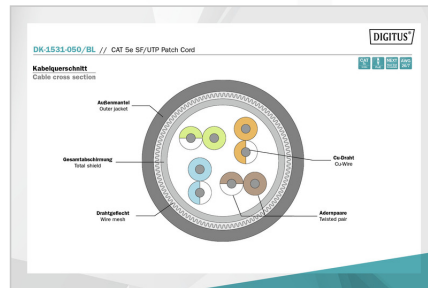 DIGITUS®
DK-1531-050/BL // CAT 5e SF/UTP Patch Cord
Kabelquerschnitt
Cable cross section
Außenmantel
Outer jacket
Gesamtabschirmung
Total shield
Drahtgeflecht
Wire mesh
Cu-Draht
Cu-Wire
Adernpaare
Twisted pair